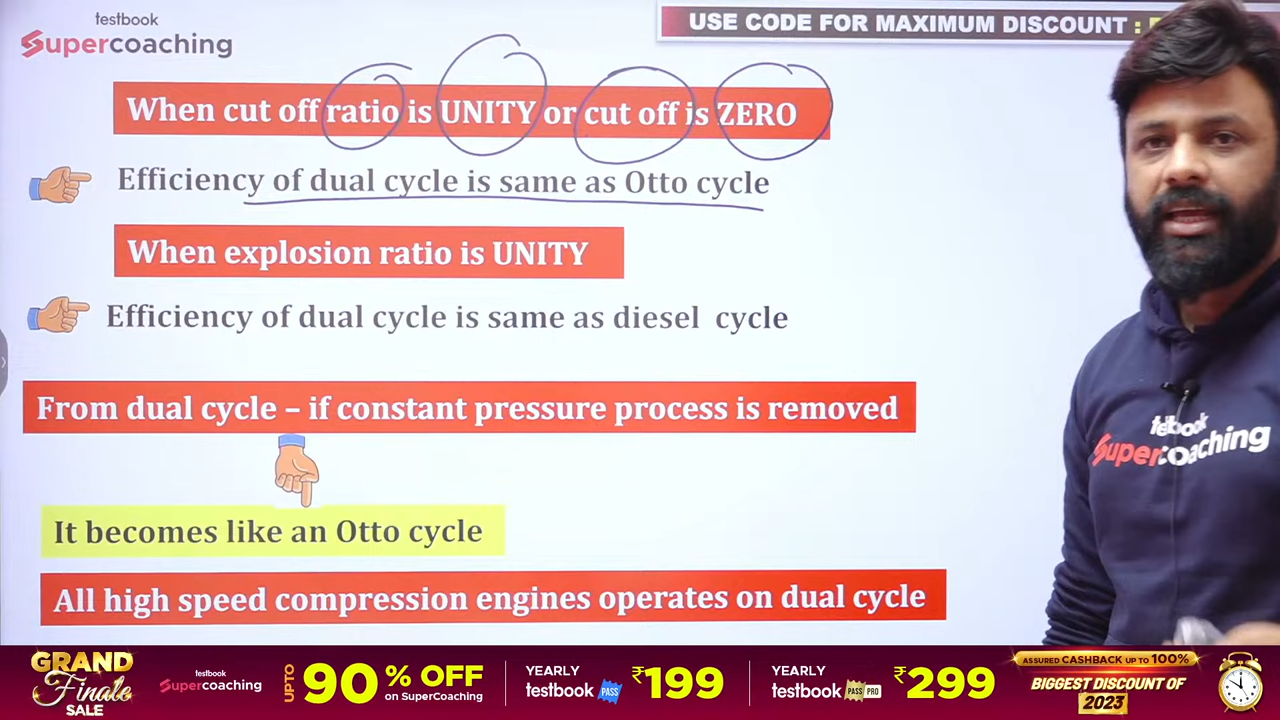 testbook
Supercoaching
USE CODE FOR MAXIMUM DISCOUNT :
When cut off ratio is UNITY or cut off is ZERO
Efficiency of dual cycle is same as Otto cycle
When explosion ratio is UNITY
Efficiency of dual cycle is same as diesel cycle
From dual cycle – if constant pressure process is removed
It becomes like an Otto cycle
All high speed compression engines operates on dual cycle
testbook
Supercoaching
GRAND
Finale
SALE
testbook
Supercoaching
UPTO 90% OFF
on SuperCoaching
YEARLY
testbook PASS
₹199
YEARLY
testbook PASS PRO
₹299
ASSURED CASHBACK UP TO 100%
BIGGEST DISCOUNT OF
2023